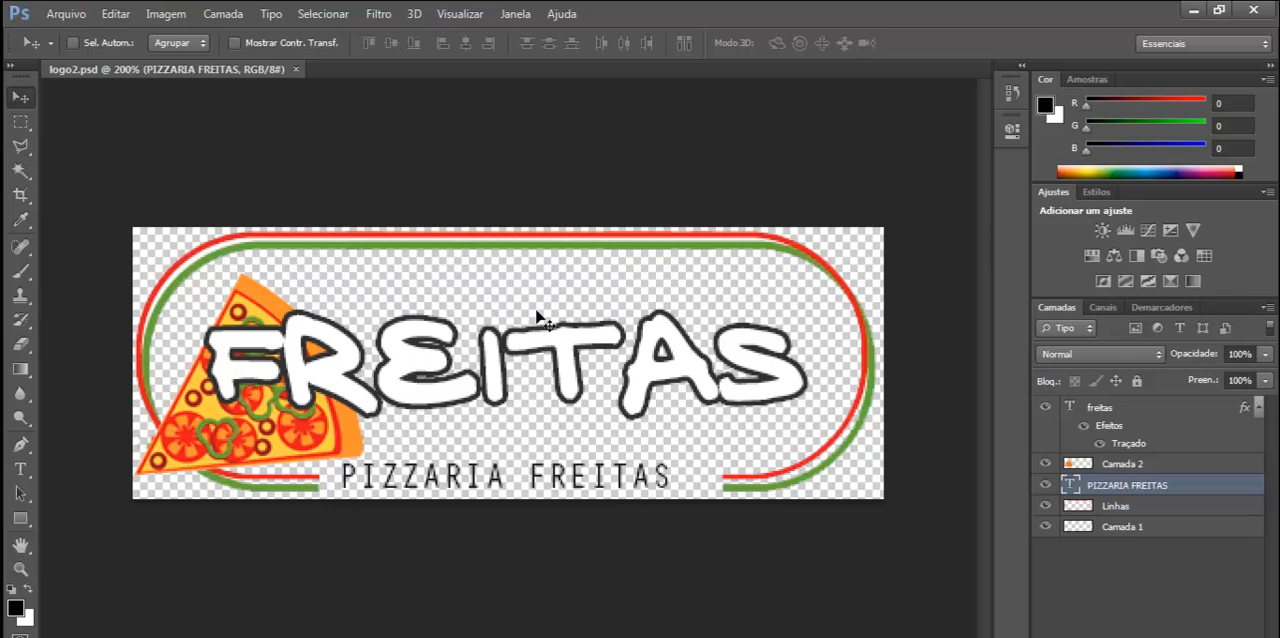 Ps Arquivo Editar Imagem Camada Tipo Selecionar Filtro 3D Visualizar Janela Ajuda
Sel. Autom.: Agrupar Mostrar Contr. Transf. Modo 3D: Essenciais
logo2.psd @ 200% (PIZZARIA FREITAS, RGB/8#) ×
Cor Amostras
R 0
G 0
B 0
Ajustes Estilos
Adicionar um ajuste
Camadas Canais Demarcadores
Tipo
Normal Opacidade: 100%
Bloq.: Preen.: 100%
freitas fx
Efeitos
Traçado
Camada 2
PIZZARIA FREITAS
Linhas
Camada 1
FREITAS
PIZZARIA FREITAS